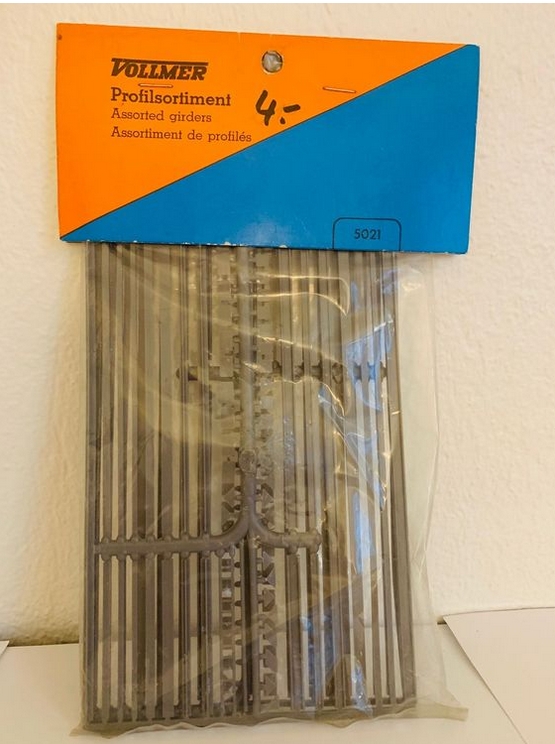 VOLLMER
Profilsortiment
Assorted girders
Assortiment de profilés
4.-
5021